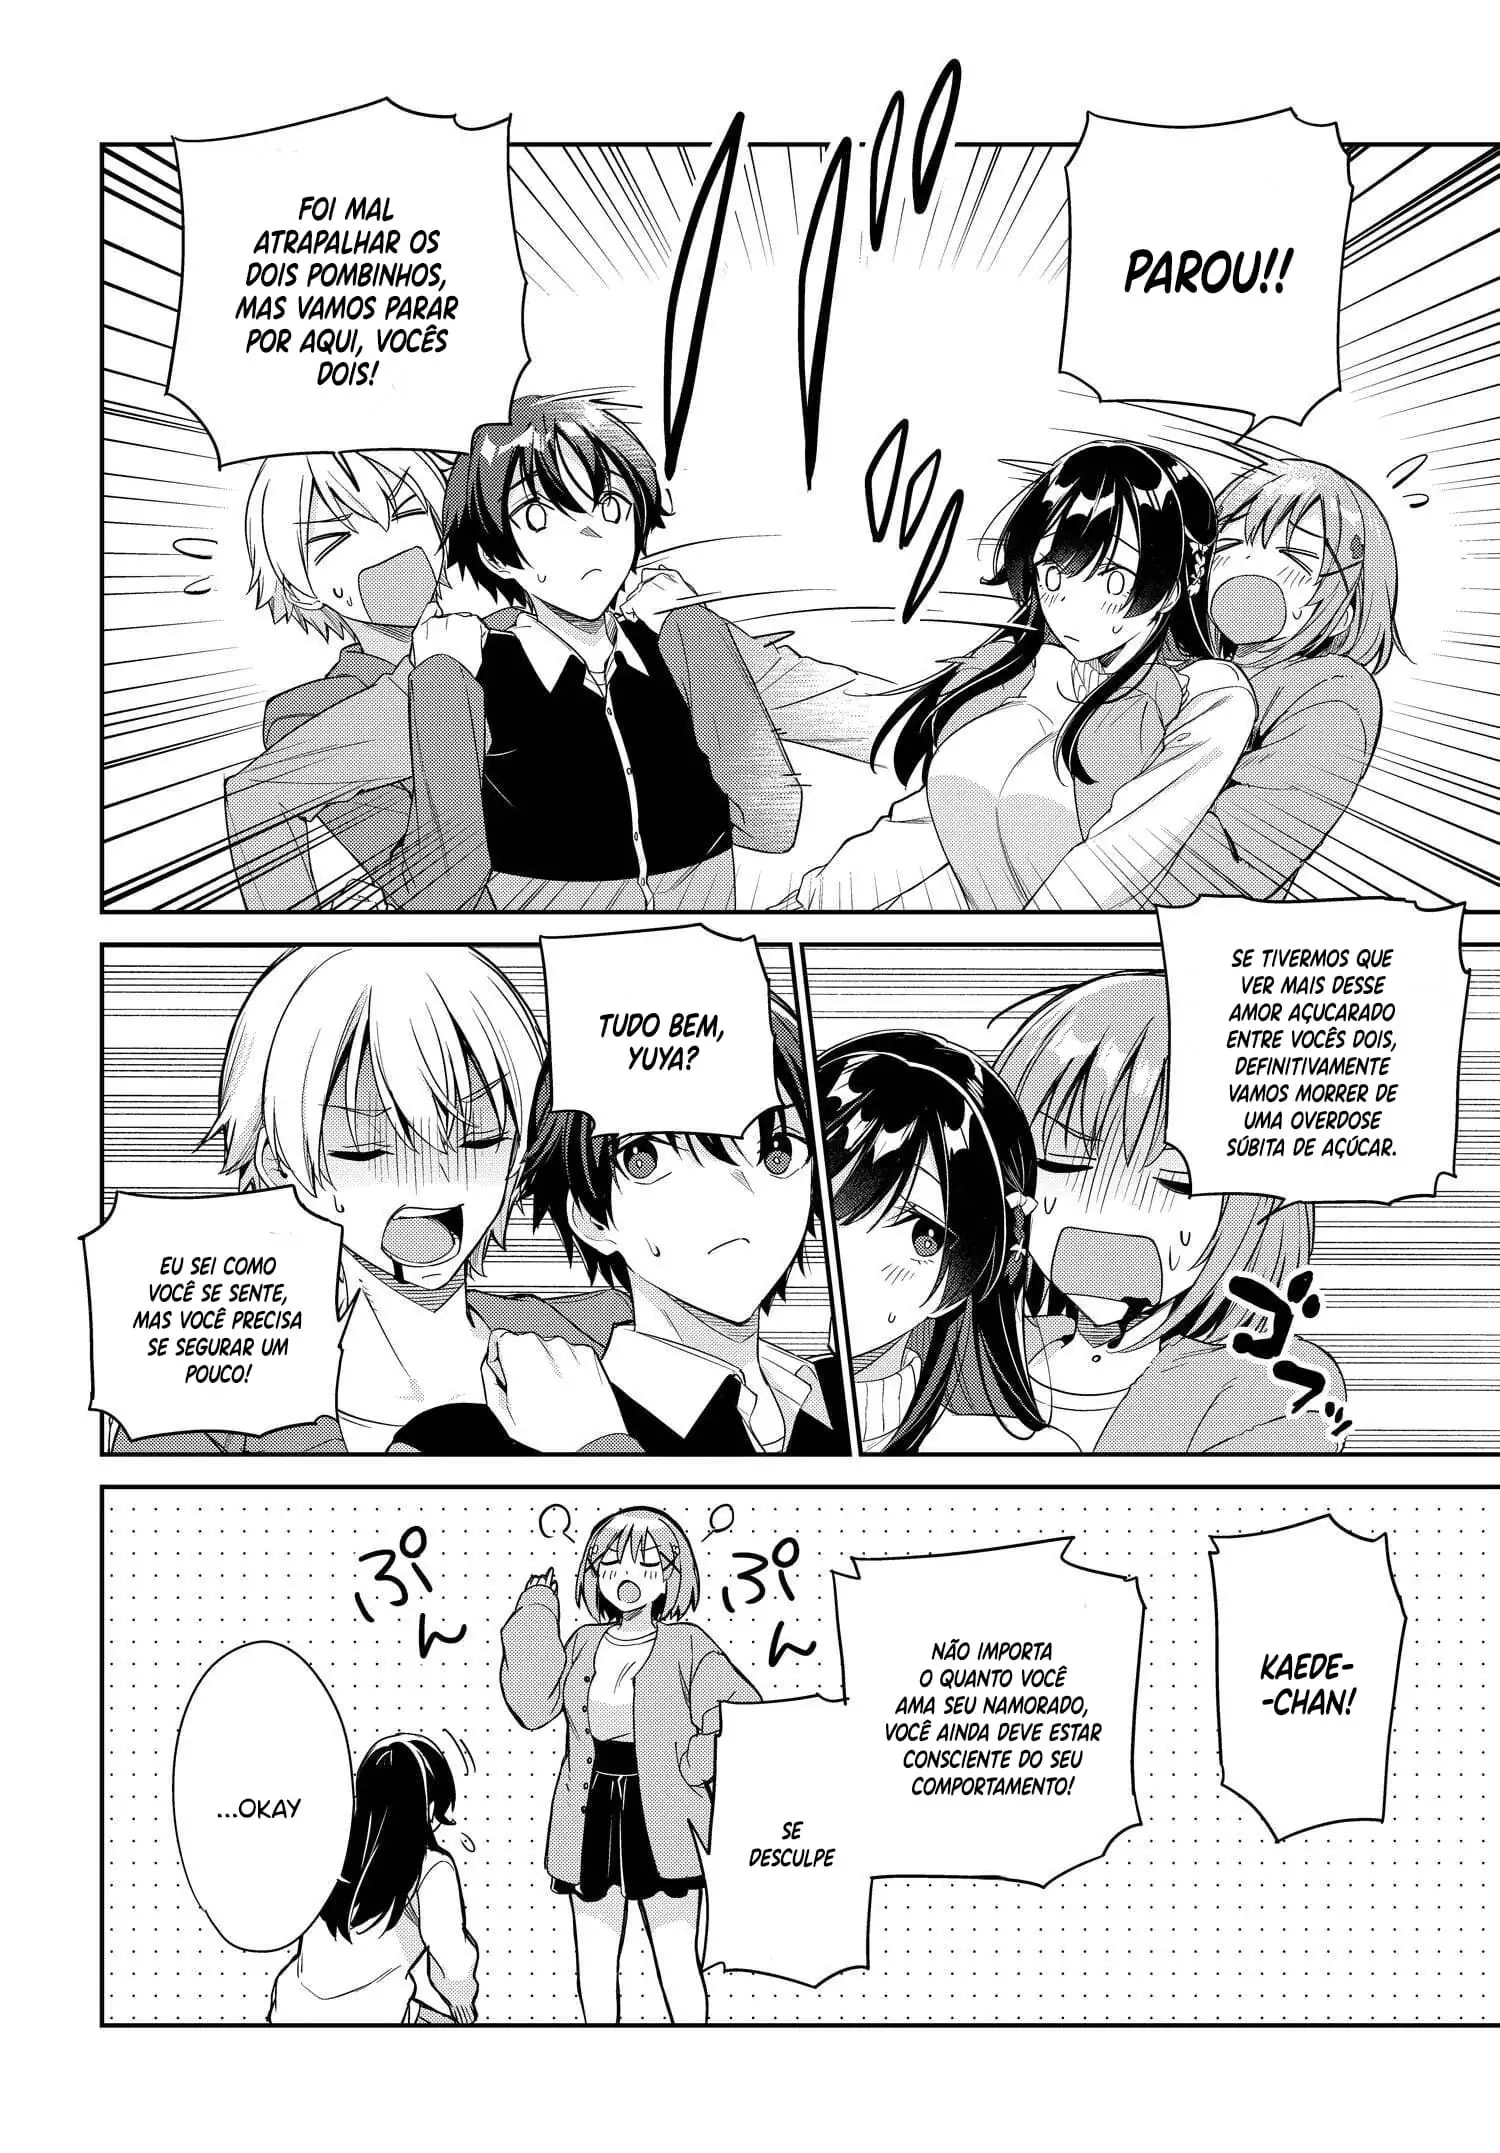 PAROU!!
FOI MAL
ATRAPALHAR OS
DOIS POMBINHOS,
MAS VAMOS PARAR
POR AQUI, VOCÊS
DOIS!
SE TIVERMOS QUE
VER MAIS DESSE
AMOR AÇUCARADO
ENTRE VOCÊS DOIS,
DEFINITIVAMENTE
VAMOS MORRER DE
UMA OVERDOSE
SÚBITA DE AÇÚCAR.
ゴフッ
TUDO BEM,
YUYA?
EU SEI COMO
VOCÊ SE SENTE,
MAS VOCÊ PRECISA
SE SEGURAR UM
POUCO!
KAEDE-
-CHAN!
NÃO IMPORTA
O QUANTO VOCÊ
AMA SEU NAMORADO,
VOCÊ AINDA DEVE ESTAR
CONSCIENTE DO SEU
COMPORTAMENTO!
SE
DESCULPE
ぷん
ぷん
...OKAY